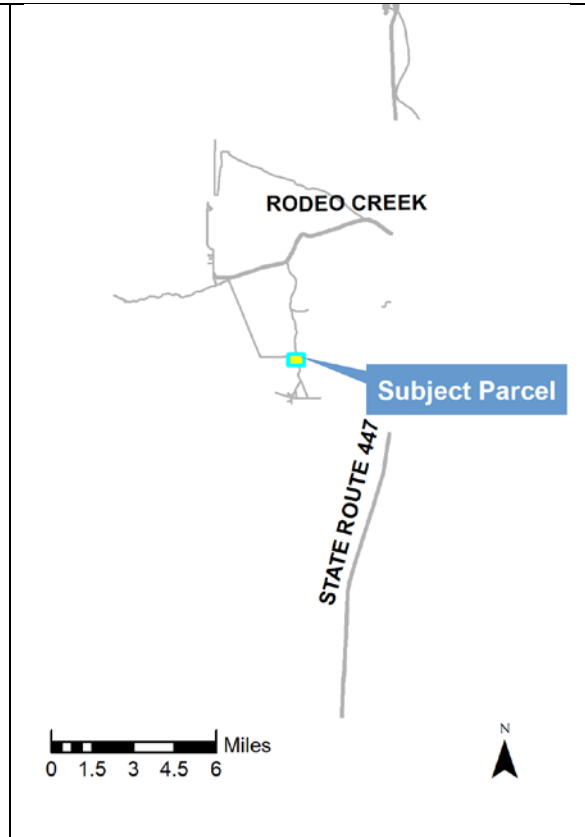 RODEO CREEK
Subject Parcel
STATE ROUTE 447
Miles
0 1.5 3 4.5 6
N